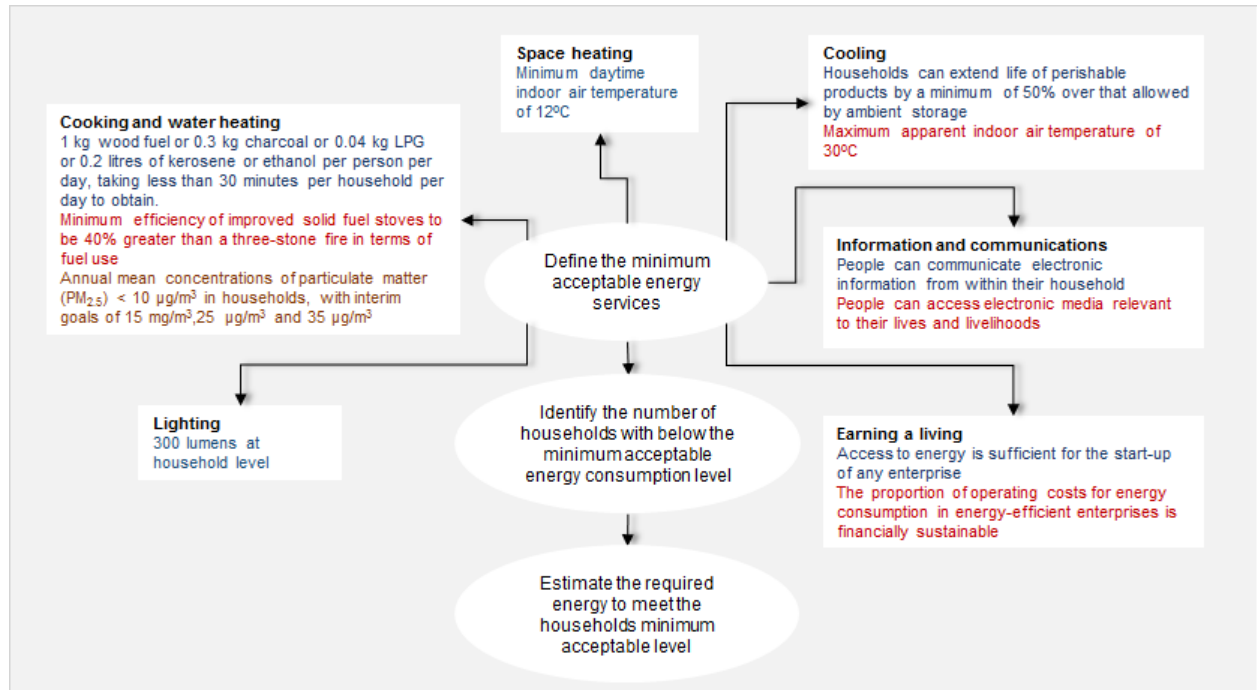 Space heating
Minimum daytime
indoor air temperature
of 12ºC
Cooling
Households can extend life of perishable
products by a minimum of 50% over that allowed
by ambient storage
Maximum apparent indoor air temperature of
30ºC
Cooking and water heating
1 kg wood fuel or 0.3 kg charcoal or 0.04 kg LPG
or 0.2 litres of kerosene or ethanol per person per
day, taking less than 30 minutes per household per
day to obtain.
Minimum efficiency of improved solid fuel stoves to
be 40% greater than a three-stone fire in terms of
fuel use
Annual mean concentrations of particulate matter
(PM2.5) < 10 µg/m³ in households, with interim
goals of 15 mg/m³,25 µg/m³ and 35 µg/m³
Define the minimum
acceptable energy
services
Information and communications
People can communicate electronic
information from within their household
People can access electronic media relevant
to their lives and livelihoods
Lighting
300 lumens at
household level
Identify the number of
households with below the
minimum acceptable
energy consumption level
Earning a living
Access to energy is sufficient for the start-up
of any enterprise
The proportion of operating costs for energy
consumption in energy-efficient enterprises is
financially sustainable
Estimate the required
energy to meet the
households minimum
acceptable level